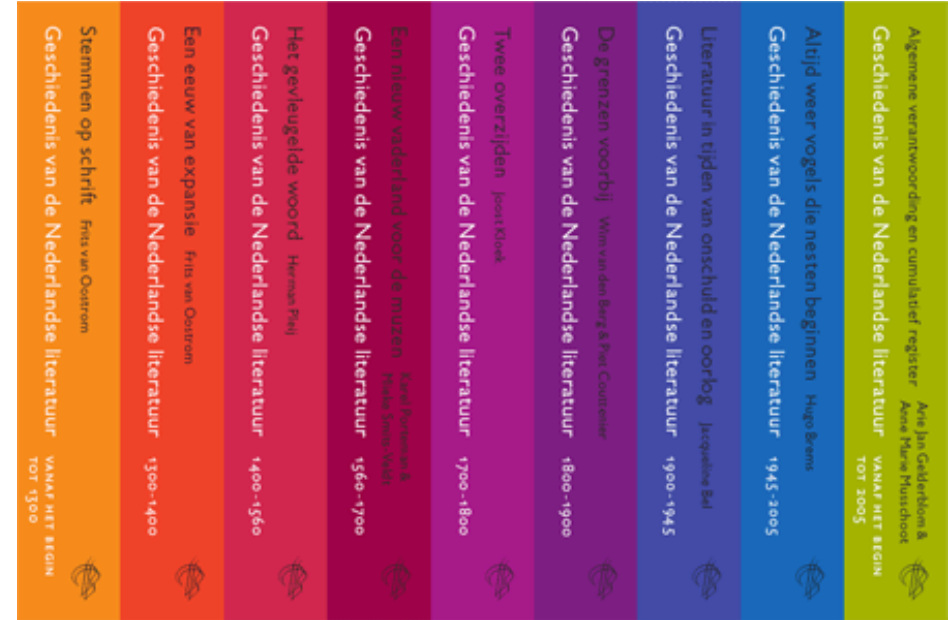 Stemmen op schrift Frits van Oostrom
Geschiedenis van de Nederlandse literatuur VANAF HET BEGIN
TOT 1300
Een eeuw van expansie Frits van Oostrom
Geschiedenis van de Nederlandse literatuur 1300-1400
Het gevleugelde woord Herman Pleij
Geschiedenis van de Nederlandse literatuur 1400-1560
Een nieuw vaderland voor de muzen Karel Porteman &
Mieke Smits-Veldt
Geschiedenis van de Nederlandse literatuur 1560-1700
Twee overzijden Joost Kloek
Geschiedenis van de Nederlandse literatuur 1700-1800
De grenzen voorbij Wim van den Berg & Piet Couttenier
Geschiedenis van de Nederlandse literatuur 1800-1900
Literatuur in tijden van onschuld en oorlog Jacqueline Bel
Geschiedenis van de Nederlandse literatuur 1900-1945
Altijd weer vogels die nesten beginnen Hugo Brems
Geschiedenis van de Nederlandse literatuur 1945-2005
Algemene verantwoording en cumulatief register Arie Jan Gelderblom &
Anne Marie Musschoot
Geschiedenis van de Nederlandse literatuur VANAF HET BEGIN
TOT 2005